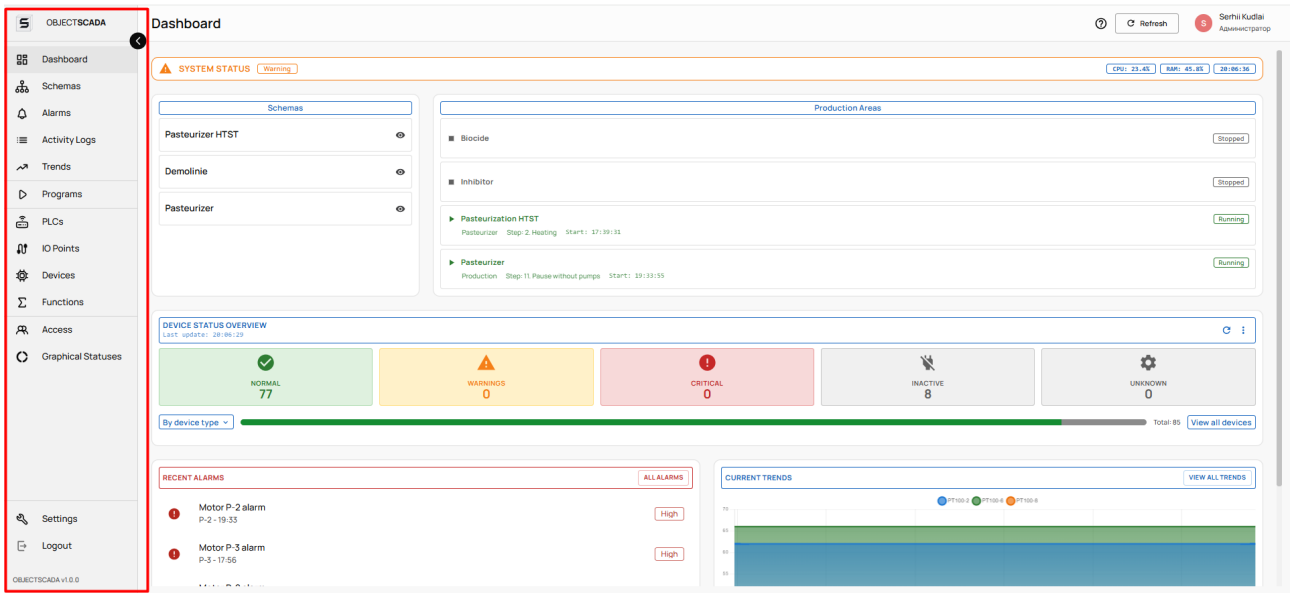 OBJECTSCADA
Dashboard
Schemas
Alarms
Activity Logs
Trends
Programs
PLCs
IO Points
Devices
Functions
Access
Graphical Statuses
Settings
Logout
OBJECTSCADA v1.0.0
Dashboard
Refresh
S
Serhii Kudlai
Администратор
SYSTEM STATUS Warning
CPU: 23.4% RAM: 45.8% 20:06:36
Schemas
Pasteurizer HTST
Demolinie
Pasteurizer
Production Areas
Biocide Stopped
Inhibitor Stopped
Pasteurization HTST Running
Pasteurizer Step: 2. Heating Start: 17:39:31
Pasteurizer Running
Production Step: 11. Pause without pumps Start: 19:33:55
DEVICE STATUS OVERVIEW
Last update: 20:06:29
NORMAL
77
WARNINGS
0
CRITICAL
0
INACTIVE
8
UNKNOWN
0
By device type Total: 85 View all devices
RECENT ALARMS ALL ALARMS
Motor P-2 alarm
P-2 - 19:33
High
Motor P-3 alarm
P-3 - 17:56
High
CURRENT TRENDS VIEW ALL TRENDS
PT100-2 PT100-6 PT100-8
70
65
60
55